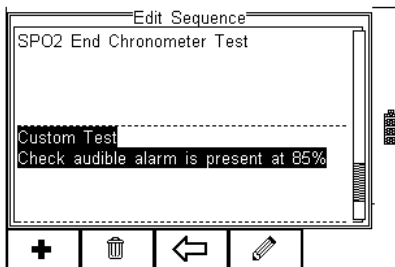 Edit Sequence
SPO2 End Chronometer Test
Custom Test
Check audible alarm is present at 85%